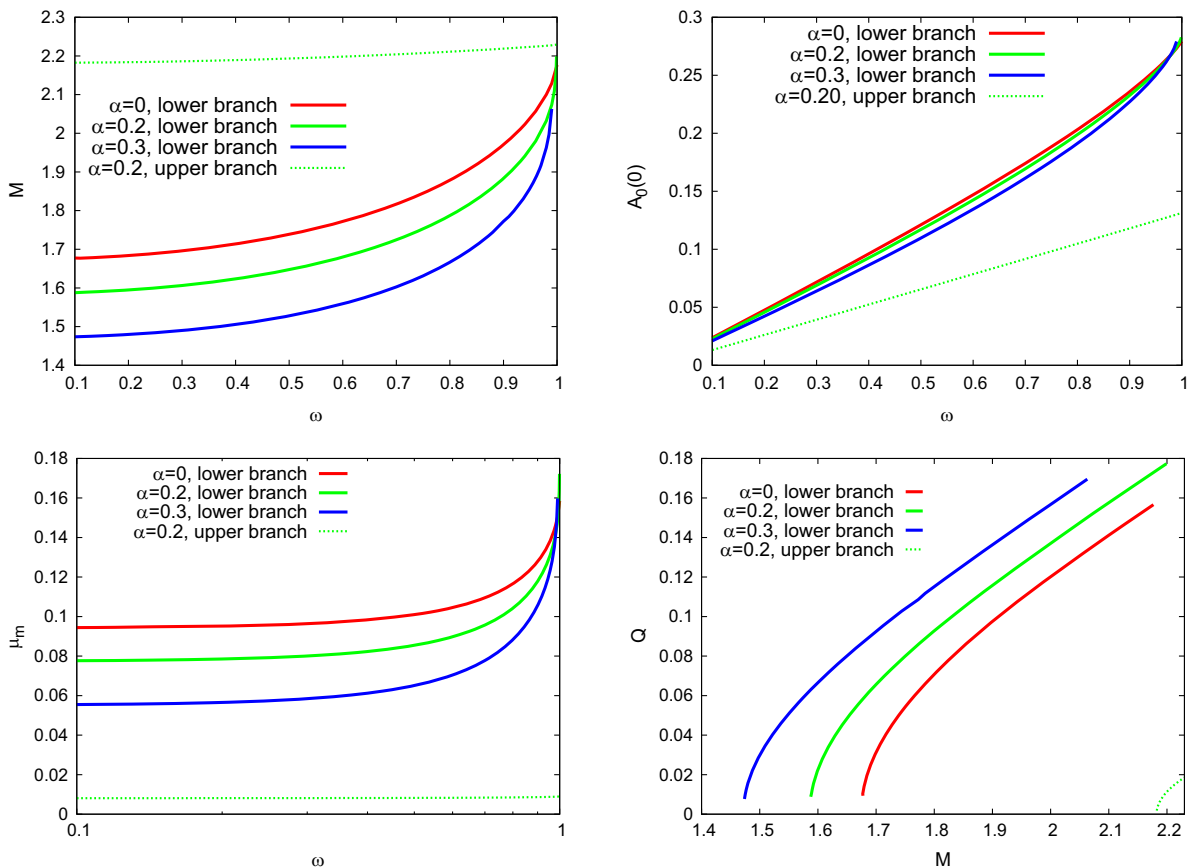 2.3
2.2
2.1
2
1.9
1.8
1.7
1.6
1.5
1.4
M
α=0, lower branch
α=0.2, lower branch
α=0.3, lower branch
α=0.2, upper branch
0.1 0.2 0.3 0.4 0.5 0.6 0.7 0.8 0.9 1
ω
0.3
0.25
0.2
0.15
0.1
0.05
0
A₀(0)
α=0, lower branch
α=0.2, lower branch
α=0.3, lower branch
α=0.20, upper branch
0.1 0.2 0.3 0.4 0.5 0.6 0.7 0.8 0.9 1
ω
0.18
0.16
0.14
0.12
0.1
0.08
0.06
0.04
0.02
0
μₘ
α=0, lower branch
α=0.2, lower branch
α=0.3, lower branch
α=0.2, upper branch
0.1 1
ω
0.18
0.16
0.14
0.12
0.1
0.08
0.06
0.04
0.02
0
Q
α=0, lower branch
α=0.2, lower branch
α=0.3, lower branch
α=0.2, upper branch
1.4 1.5 1.6 1.7 1.8 1.9 2 2.1 2.2
M